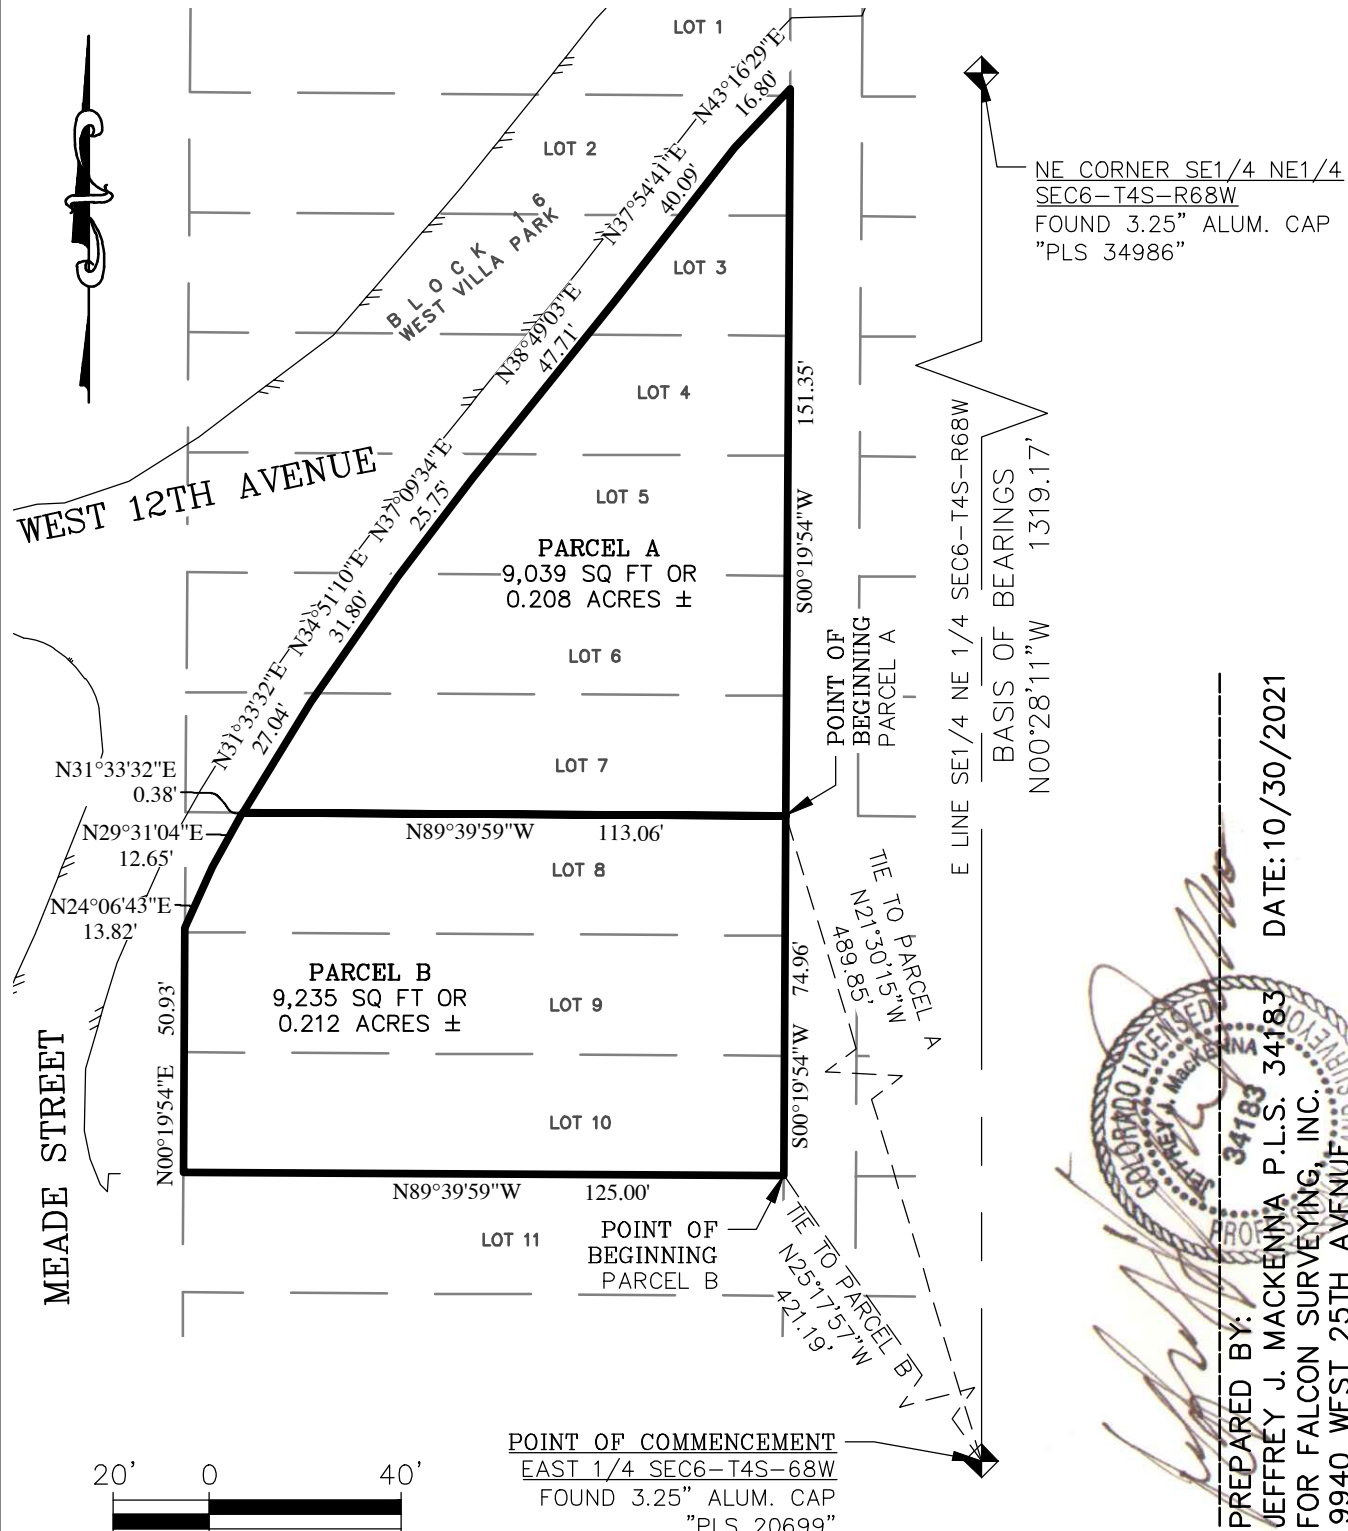 LOT 1
N43°16'29"E
16.80'
LOT 2
N37°54'41"E
40.09'
NE CORNER SE1/4 NE1/4
SEC6-T4S-R68W
FOUND 3.25" ALUM. CAP
"PLS 34986"
BLOCK 16
WEST VILLA PARK
LOT 3
N38°49'03"E
47.71'
LOT 4
151.35'
S00°19'54"W
WEST 12TH AVENUE
N37°09'34"E
25.75'
LOT 5
PARCEL A
9,039 SQ FT OR
0.208 ACRES ±
N34°51'10"E
31.80'
LOT 6
E LINE SE1/4 NE 1/4 SEC6-T4S-R68W
BASIS OF BEARINGS
N00°28'11"W 1319.17'
POINT OF
BEGINNING
PARCEL A
N31°33'32"E
27.04'
LOT 7
N31°33'32"E
0.38'
N29°31'04"E
12.65'
N89°39'59"W 113.06'
LOT 8
N24°06'43"E
13.82'
TIE TO PARCEL A
N21°30'15"W
489.85'
PARCEL B
9,235 SQ FT OR
0.212 ACRES ±
LOT 9
S00°19'54"W 74.96'
N00°19'54"E 50.93'
MEADE STREET
LOT 10
N89°39'59"W 125.00'
LOT 11
POINT OF
BEGINNING
PARCEL B
TIE TO PARCEL B
N25°17'57"W
421.19'
POINT OF COMMENCEMENT
EAST 1/4 SEC6-T4S-68W
FOUND 3.25" ALUM. CAP
"PLS 20699"
20' 0 40'
COLORADO LICENSED
JEFFREY J. MacKENNA
34183
PREPARED BY:
JEFFREY J. MACKENNA P.L.S. 34183 DATE:10/30/2021
FOR FALCON SURVEYING, INC.
9940 WEST 25TH AVENUE